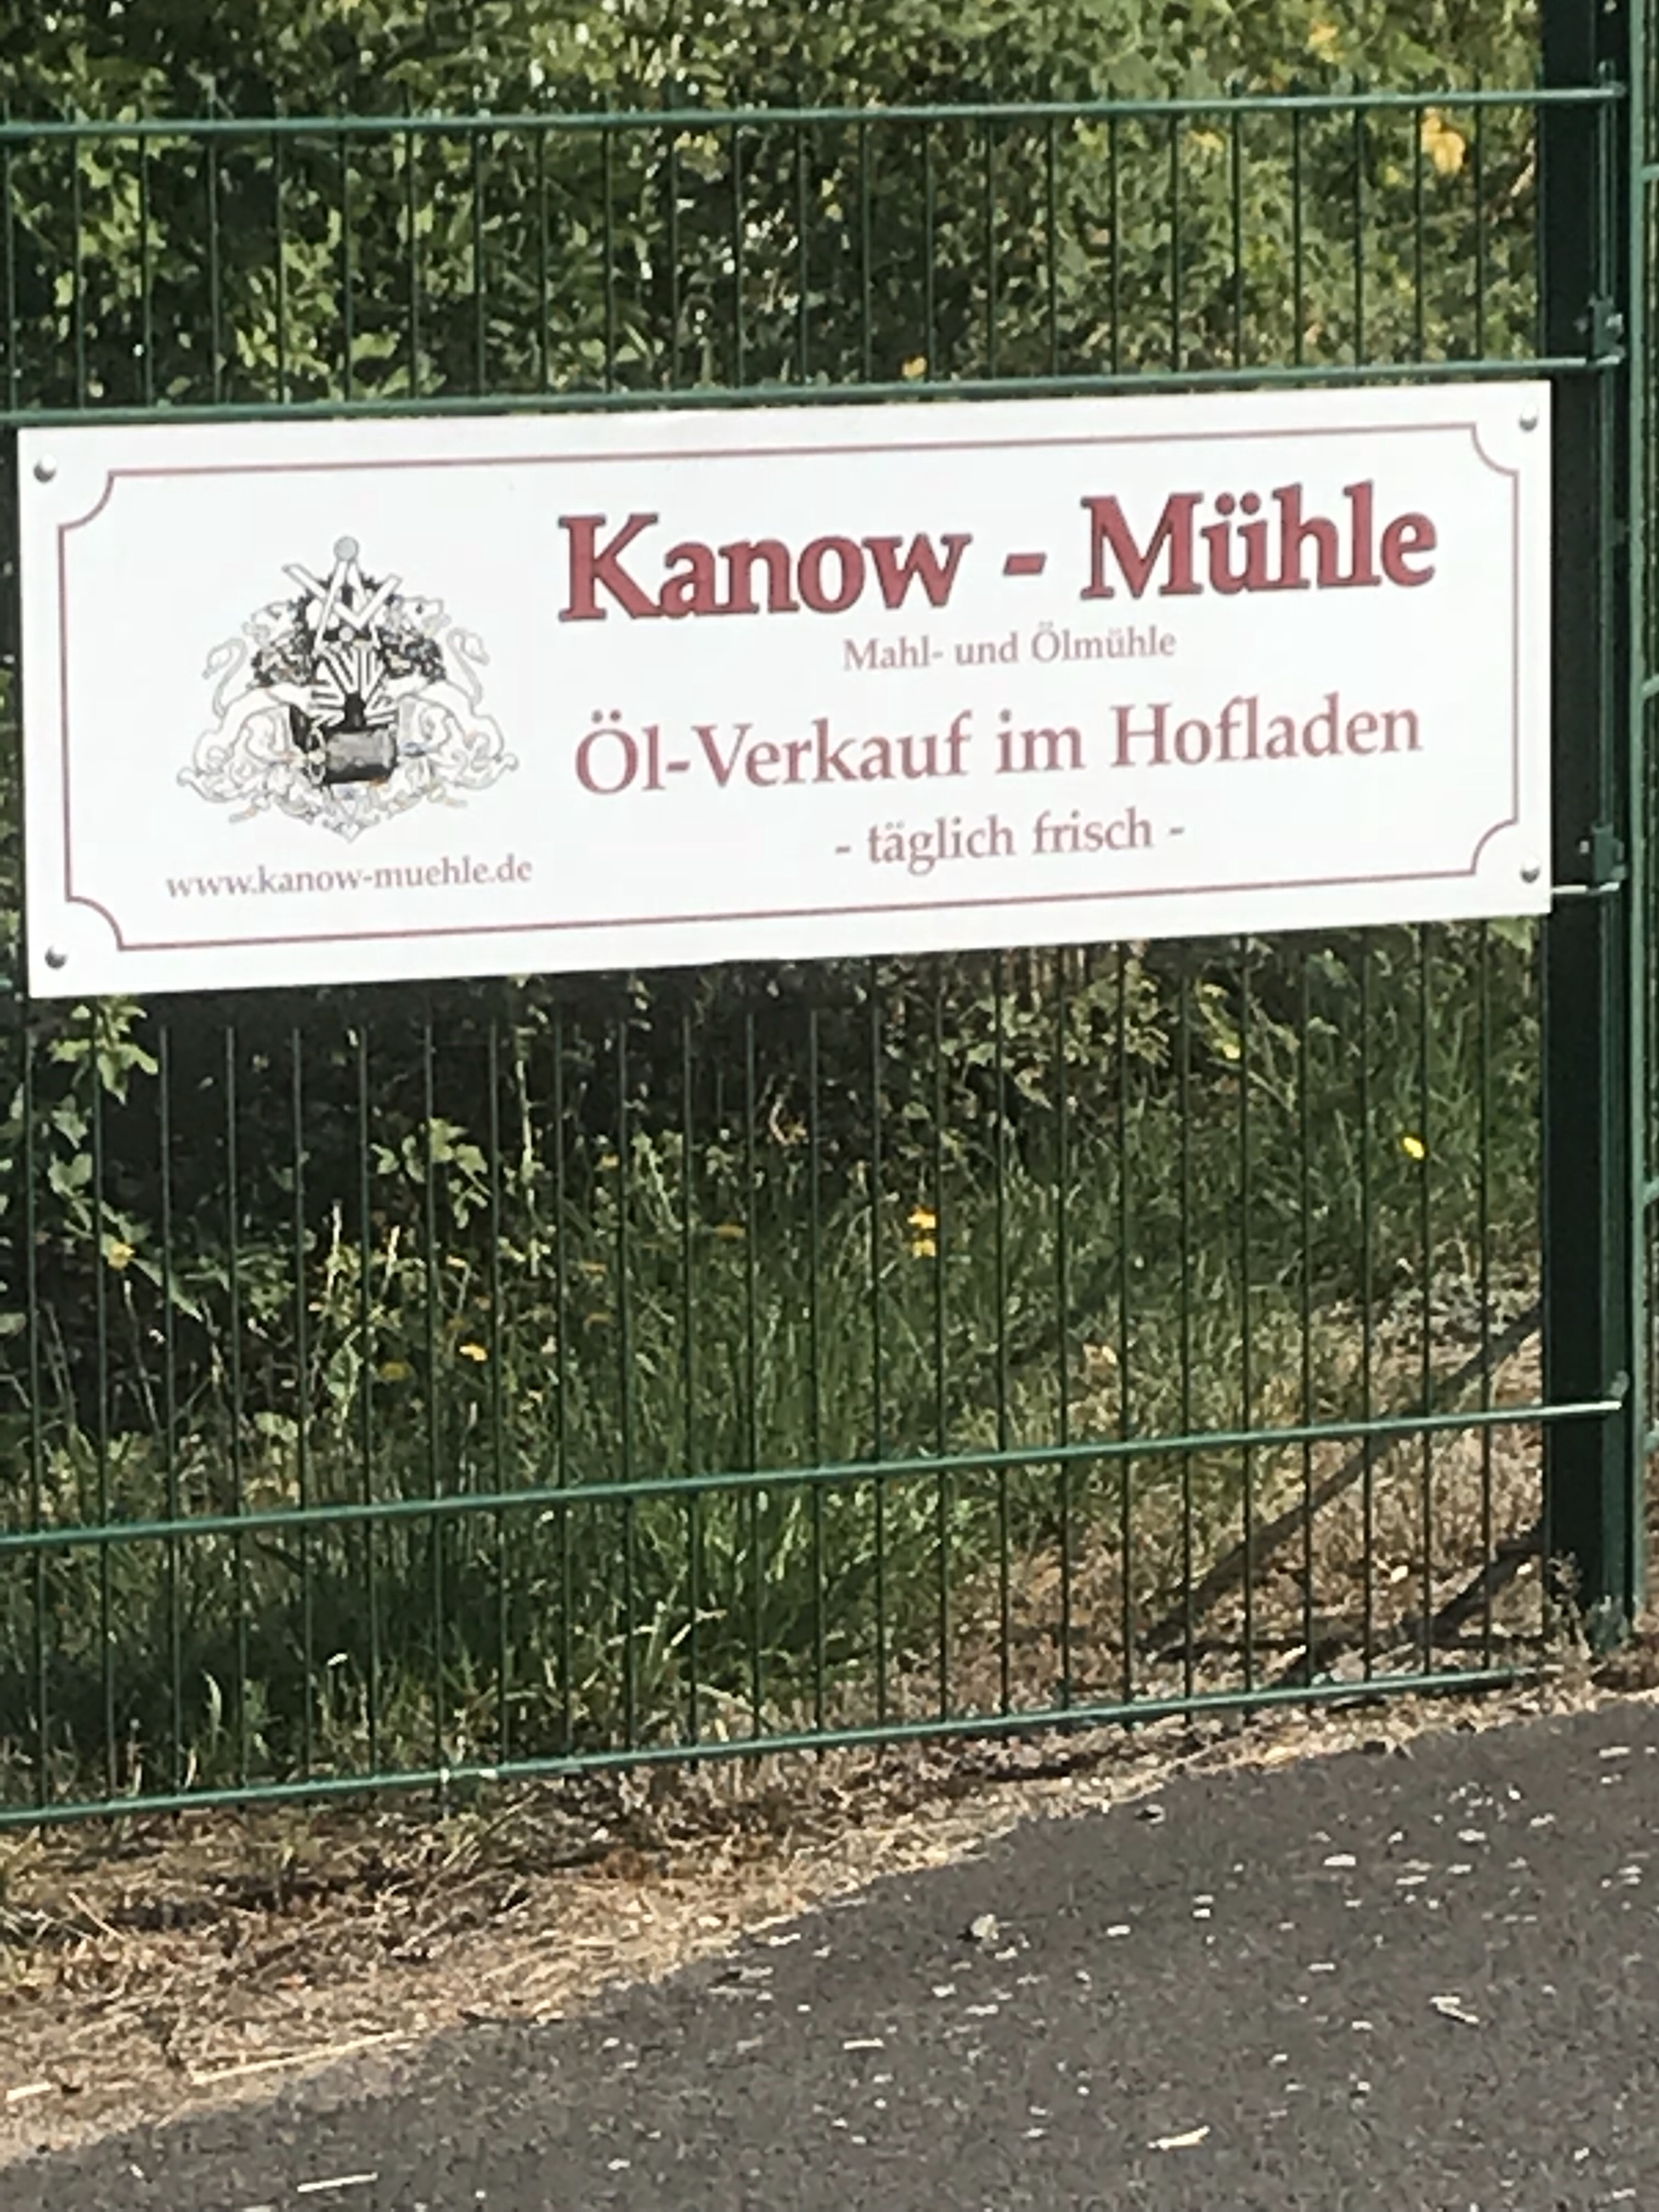 Kanow - Mühle
Mahl- und Ölmühle
Öl-Verkauf im Hofladen
- täglich frisch -
www.kanow-muehle.de